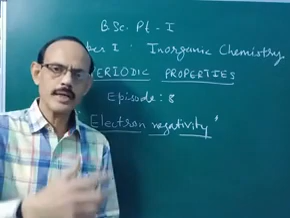 B.Sc. Pt - I
I. Inorganic Chemistry
PERIODIC PROPERTIES
Episode: 8
Electron negativity